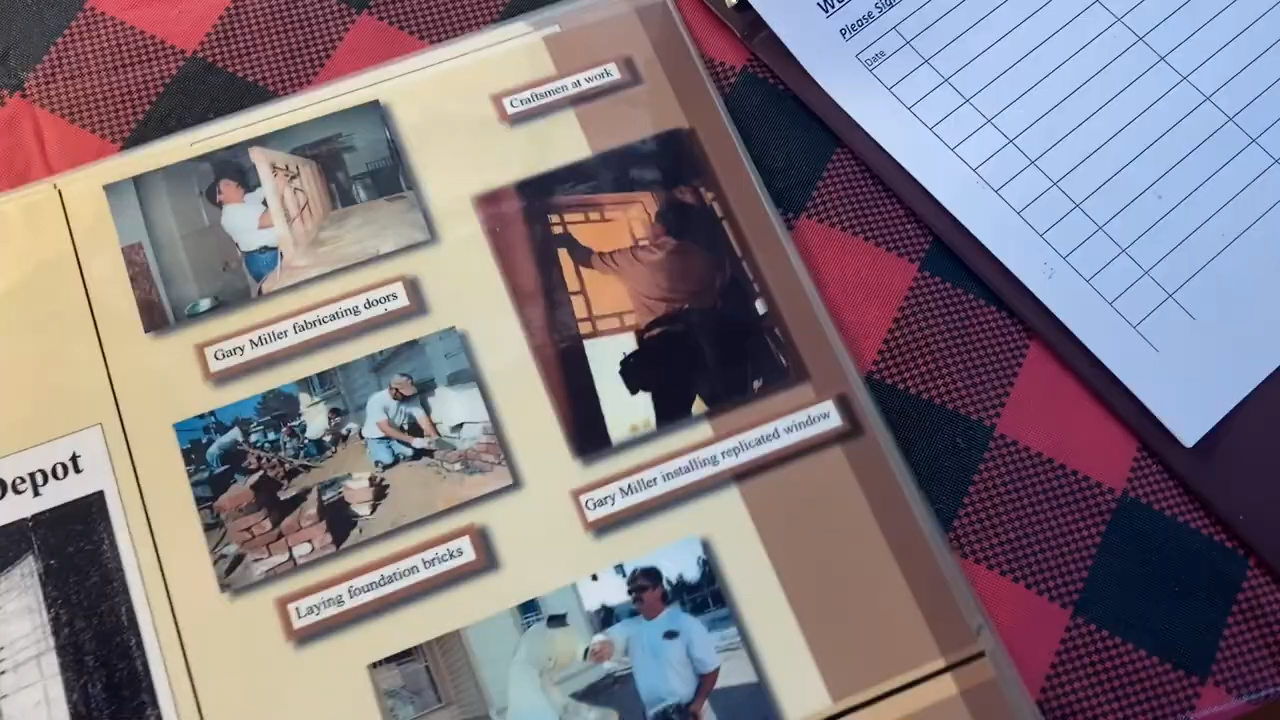 Craftsmen at work
Gary Miller fabricating doors
Gary Miller installing replicated window
Laying foundation bricks
Depot
Please Sign
Date